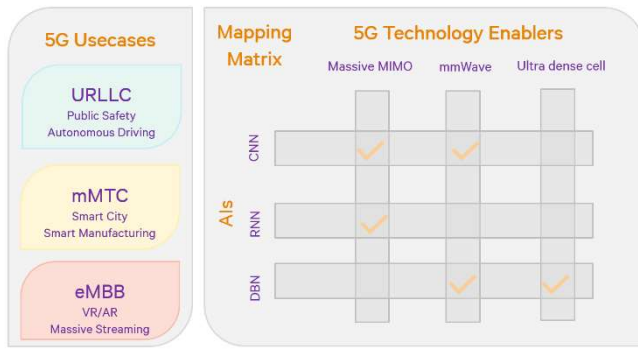 5G Usecases
URLLC
Public Safety
Autonomous Driving
mMTC
Smart City
Smart Manufacturing
eMBB
VR/AR
Massive Streaming
Mapping
Matrix
5G Technology Enablers
Massive MIMO
mmWave
Ultra dense cell
AIs
CNN
RNN
DBN